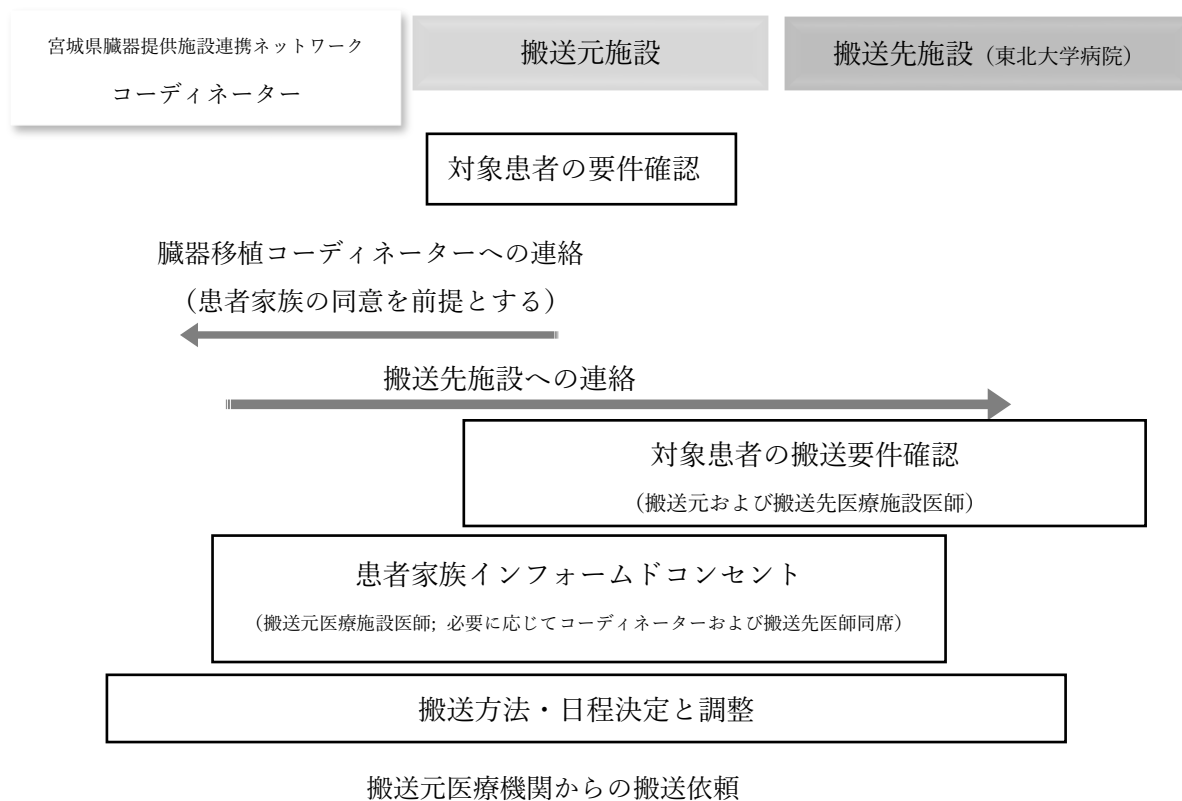 宮城県臓器提供施設連携ネットワーク
コーディネーター
搬送元施設
搬送先施設（東北大学病院）
対象患者の要件確認
臓器移植コーディネーターへの連絡
（患者家族の同意を前提とする）
搬送先施設への連絡
対象患者の搬送要件確認
（搬送元および搬送先医療施設医師）
患者家族インフォームドコンセント
（搬送元医療施設医師; 必要に応じてコーディネーターおよび搬送先医師同席）
搬送方法・日程決定と調整
搬送元医療機関からの搬送依頼